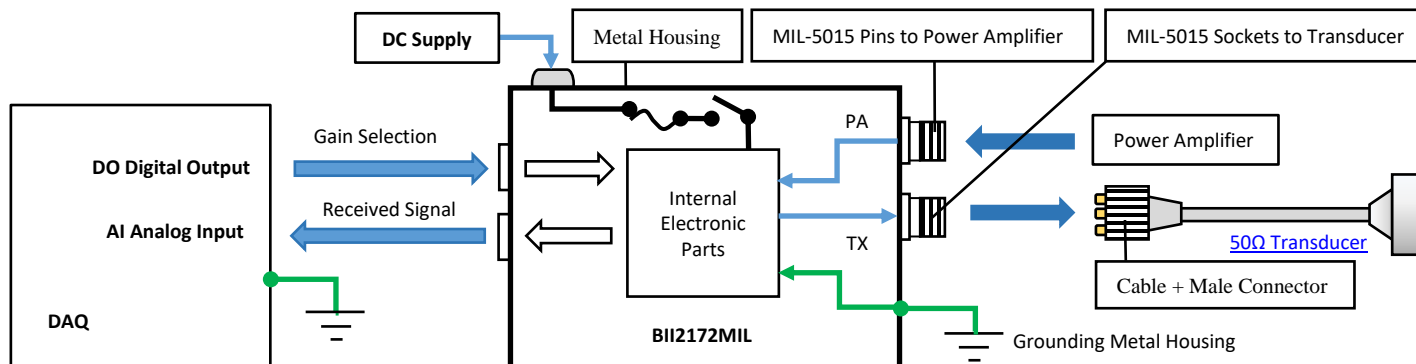 DC Supply
Metal Housing
MIL-5015 Pins to Power Amplifier
MIL-5015 Sockets to Transducer
Gain Selection
PA
Power Amplifier
DO Digital Output
Received Signal
AI Analog Input
Internal
Electronic
Parts
TX
50Ω Transducer
Cable + Male Connector
DAQ
BII2172MIL
Grounding Metal Housing